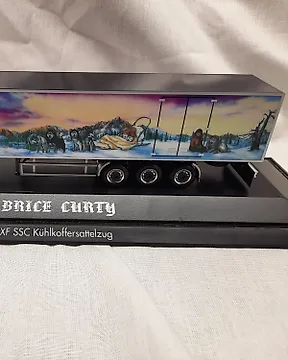 BRICE CURTY
XF SSC Kühlkoffersattelzug